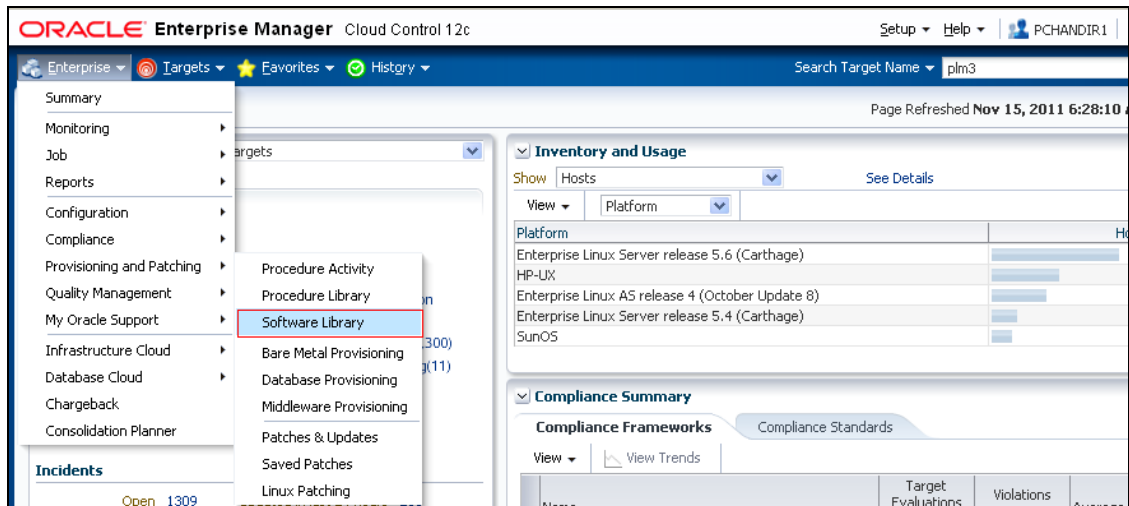 ORACLE Enterprise Manager Cloud Control 12c
Setup Help PCHANDIR1
Enterprise Targets Favorites History Search Target Name plm3
Page Refreshed Nov 15, 2011 6:28:10
Summary
Monitoring
Job
Reports
Configuration
Compliance
Provisioning and Patching
Quality Management
My Oracle Support
Infrastructure Cloud
Database Cloud
Chargeback
Consolidation Planner
Procedure Activity
Procedure Library
Software Library
Bare Metal Provisioning
Database Provisioning
Middleware Provisioning
Patches & Updates
Saved Patches
Linux Patching
300)
(11)
Incidents
Open 1309
Inventory and Usage
Show Hosts See Details
View Platform
Platform
Enterprise Linux Server release 5.6 (Carthage)
HP-UX
Enterprise Linux AS release 4 (October Update 8)
Enterprise Linux Server release 5.4 (Carthage)
SunOS
Compliance Summary
Compliance Frameworks Compliance Standards
View View Trends
Name
Target Evaluations
Violations
Average